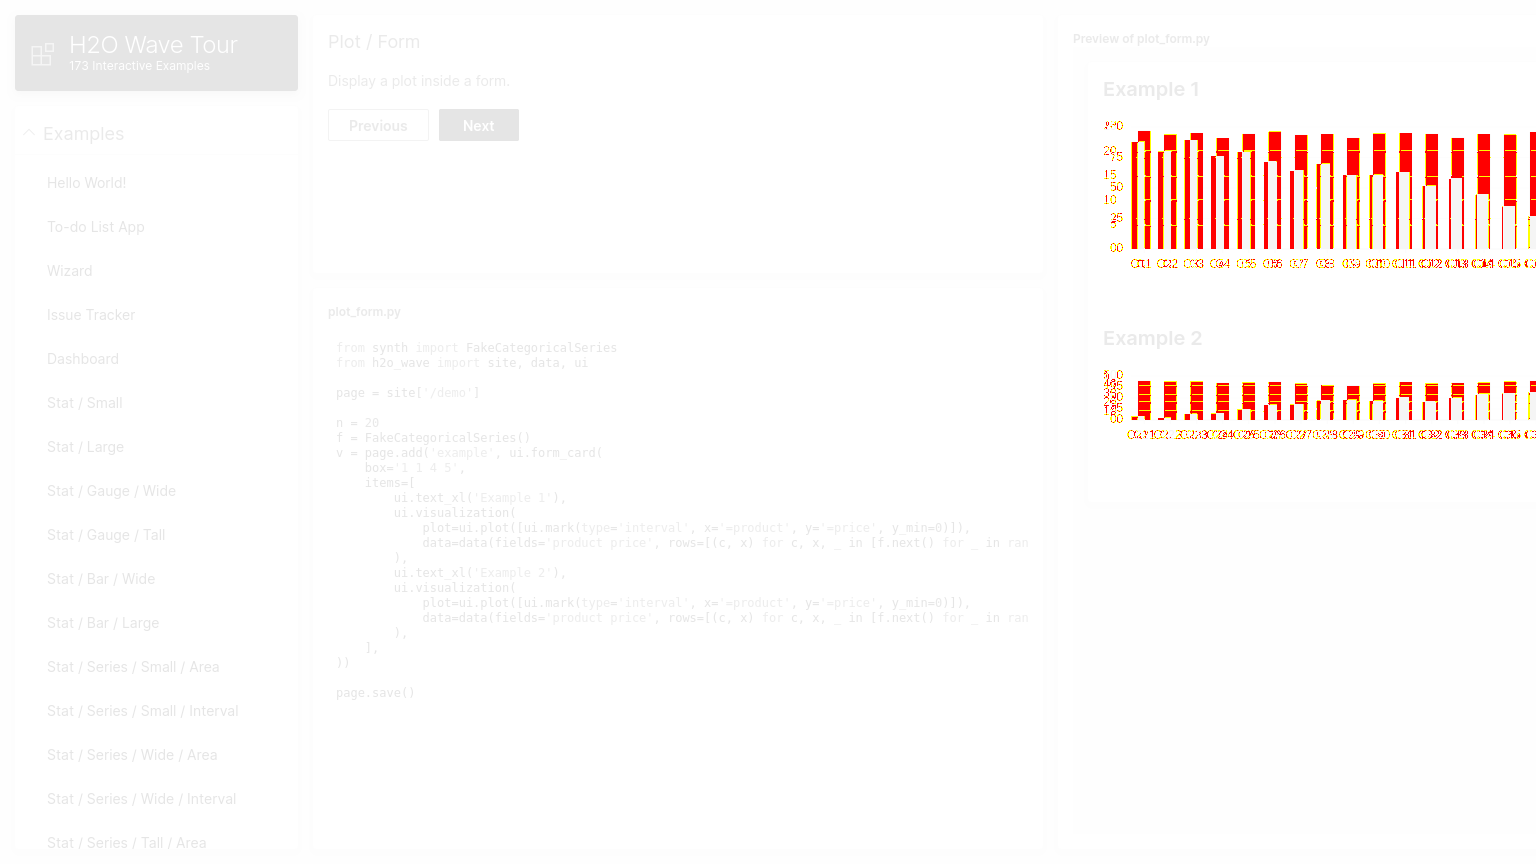 H2O Wave Tour
173 Interactive Examples
Examples
Hello World!
To-do List App
Wizard
Issue Tracker
Dashboard
Stat / Small
Stat / Large
Stat / Gauge / Wide
Stat / Gauge / Tall
Stat / Bar / Wide
Stat / Bar / Large
Stat / Series / Small / Area
Stat / Series / Small / Interval
Stat / Series / Wide / Area
Stat / Series / Wide / Interval
Stat / Series / Tall / Area
Plot / Form
Display a plot inside a form.
Previous Next
plot_form.py
from synth import FakeCategoricalSeries
from h2o_wave import site, data, ui
page = site['/demo']
n = 20
f = FakeCategoricalSeries()
v = page.add('example', ui.form_card(
box='1 1 4 5',
items=[
ui.text_xl('Example 1'),
ui.visualization(
plot=ui.plot([ui.mark(type='interval', x='=product', y='=price', y_min=0)]),
data=data(fields='product price', rows=[(c, x) for c, x, _ in [f.next() for _ in ran
),
ui.text_xl('Example 2'),
ui.visualization(
plot=ui.plot([ui.mark(type='interval', x='=product', y='=price', y_min=0)]),
data=data(fields='product price', rows=[(c, x) for c, x, _ in [f.next() for _ in ran
),
],
))
page.save()
Preview of plot_form.py
Example 1
Example 2